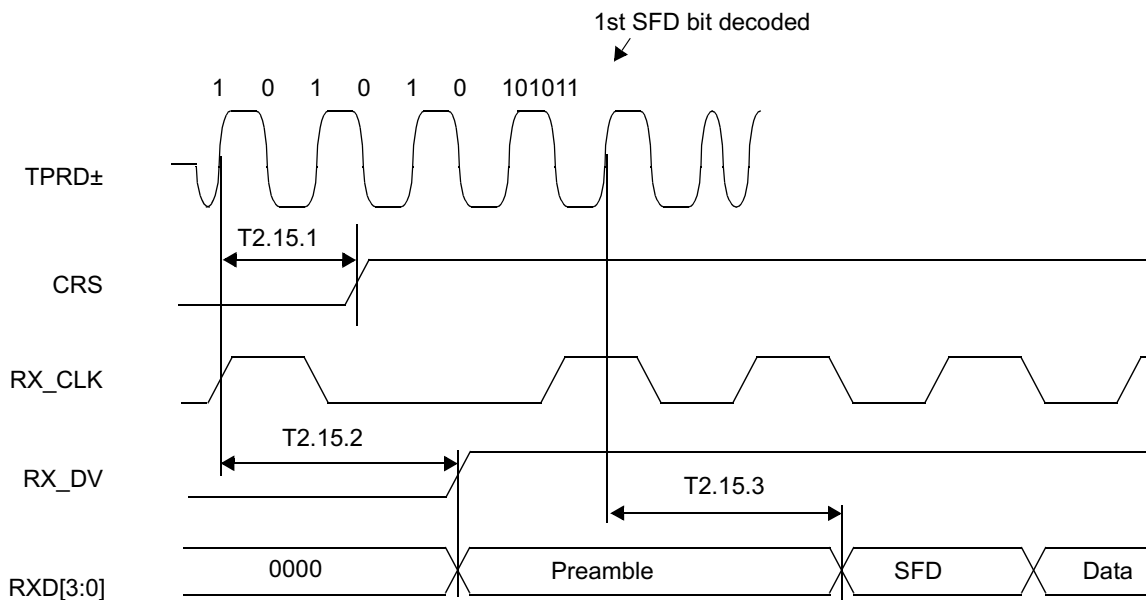 1st SFD bit decoded
1 0 1 0 1 0 101011
TPRD±
T2.15.1
CRS
RX_CLK
T2.15.2
RX_DV
T2.15.3
RXD[3:0]
0000 Preamble SFD Data